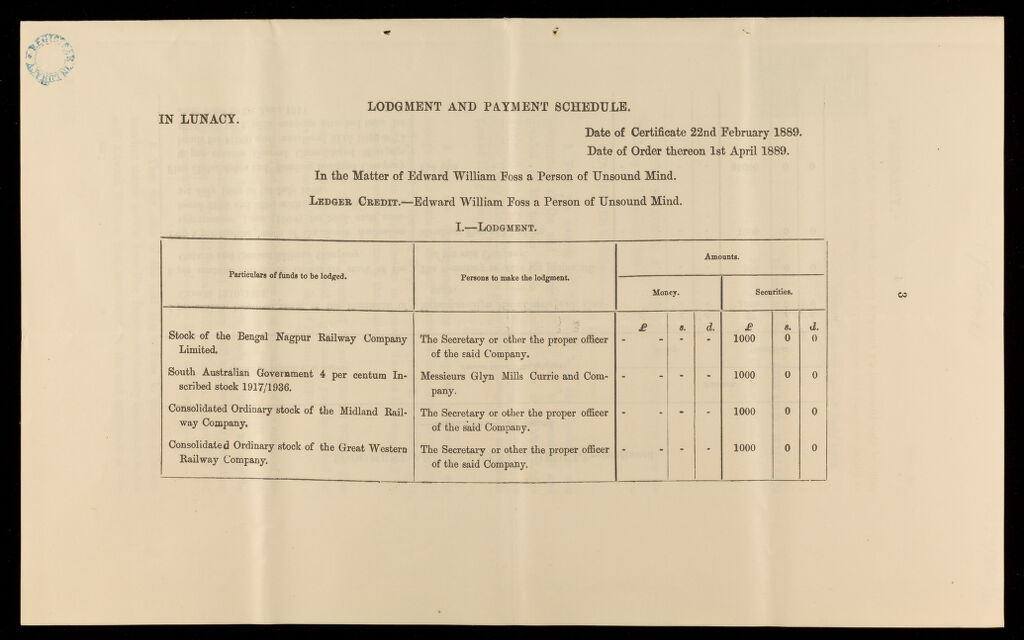 LODGMENT AND PAYMENT SCHEDULE.
IN LUNACY.
Date of Certificate 22nd February 1889.
Date of Order thereon 1st April 1889.
In the Matter of Edward William Foss a Person of Unsound Mind.
LEDGER CREDIT.—Edward William Foss a Person of Unsound Mind.
I.—LODGMENT.
Particulars of funds to be lodged.
Persons to make the lodgment.
Amounts.
Money.
Securities.
£ s. d. £ s. d.
Stock of the Bengal Nagpur Railway Company The Secretary or other the proper officer - - - - 1000 0 0
Limited. of the said Company.
South Australian Government 4 per centum In- Messieurs Glyn Mills Currie and Com- - - - - 1000 0 0
scribed stock 1917/1936. pany.
Consolidated Ordinary stock of the Midland Rail- The Secretary or other the proper officer - - - - 1000 0 0
way Company. of the said Company.
Consolidated Ordinary stock of the Great Western The Secretary or other the proper officer - - - - 1000 0 0
Railway Company. of the said Company.
3